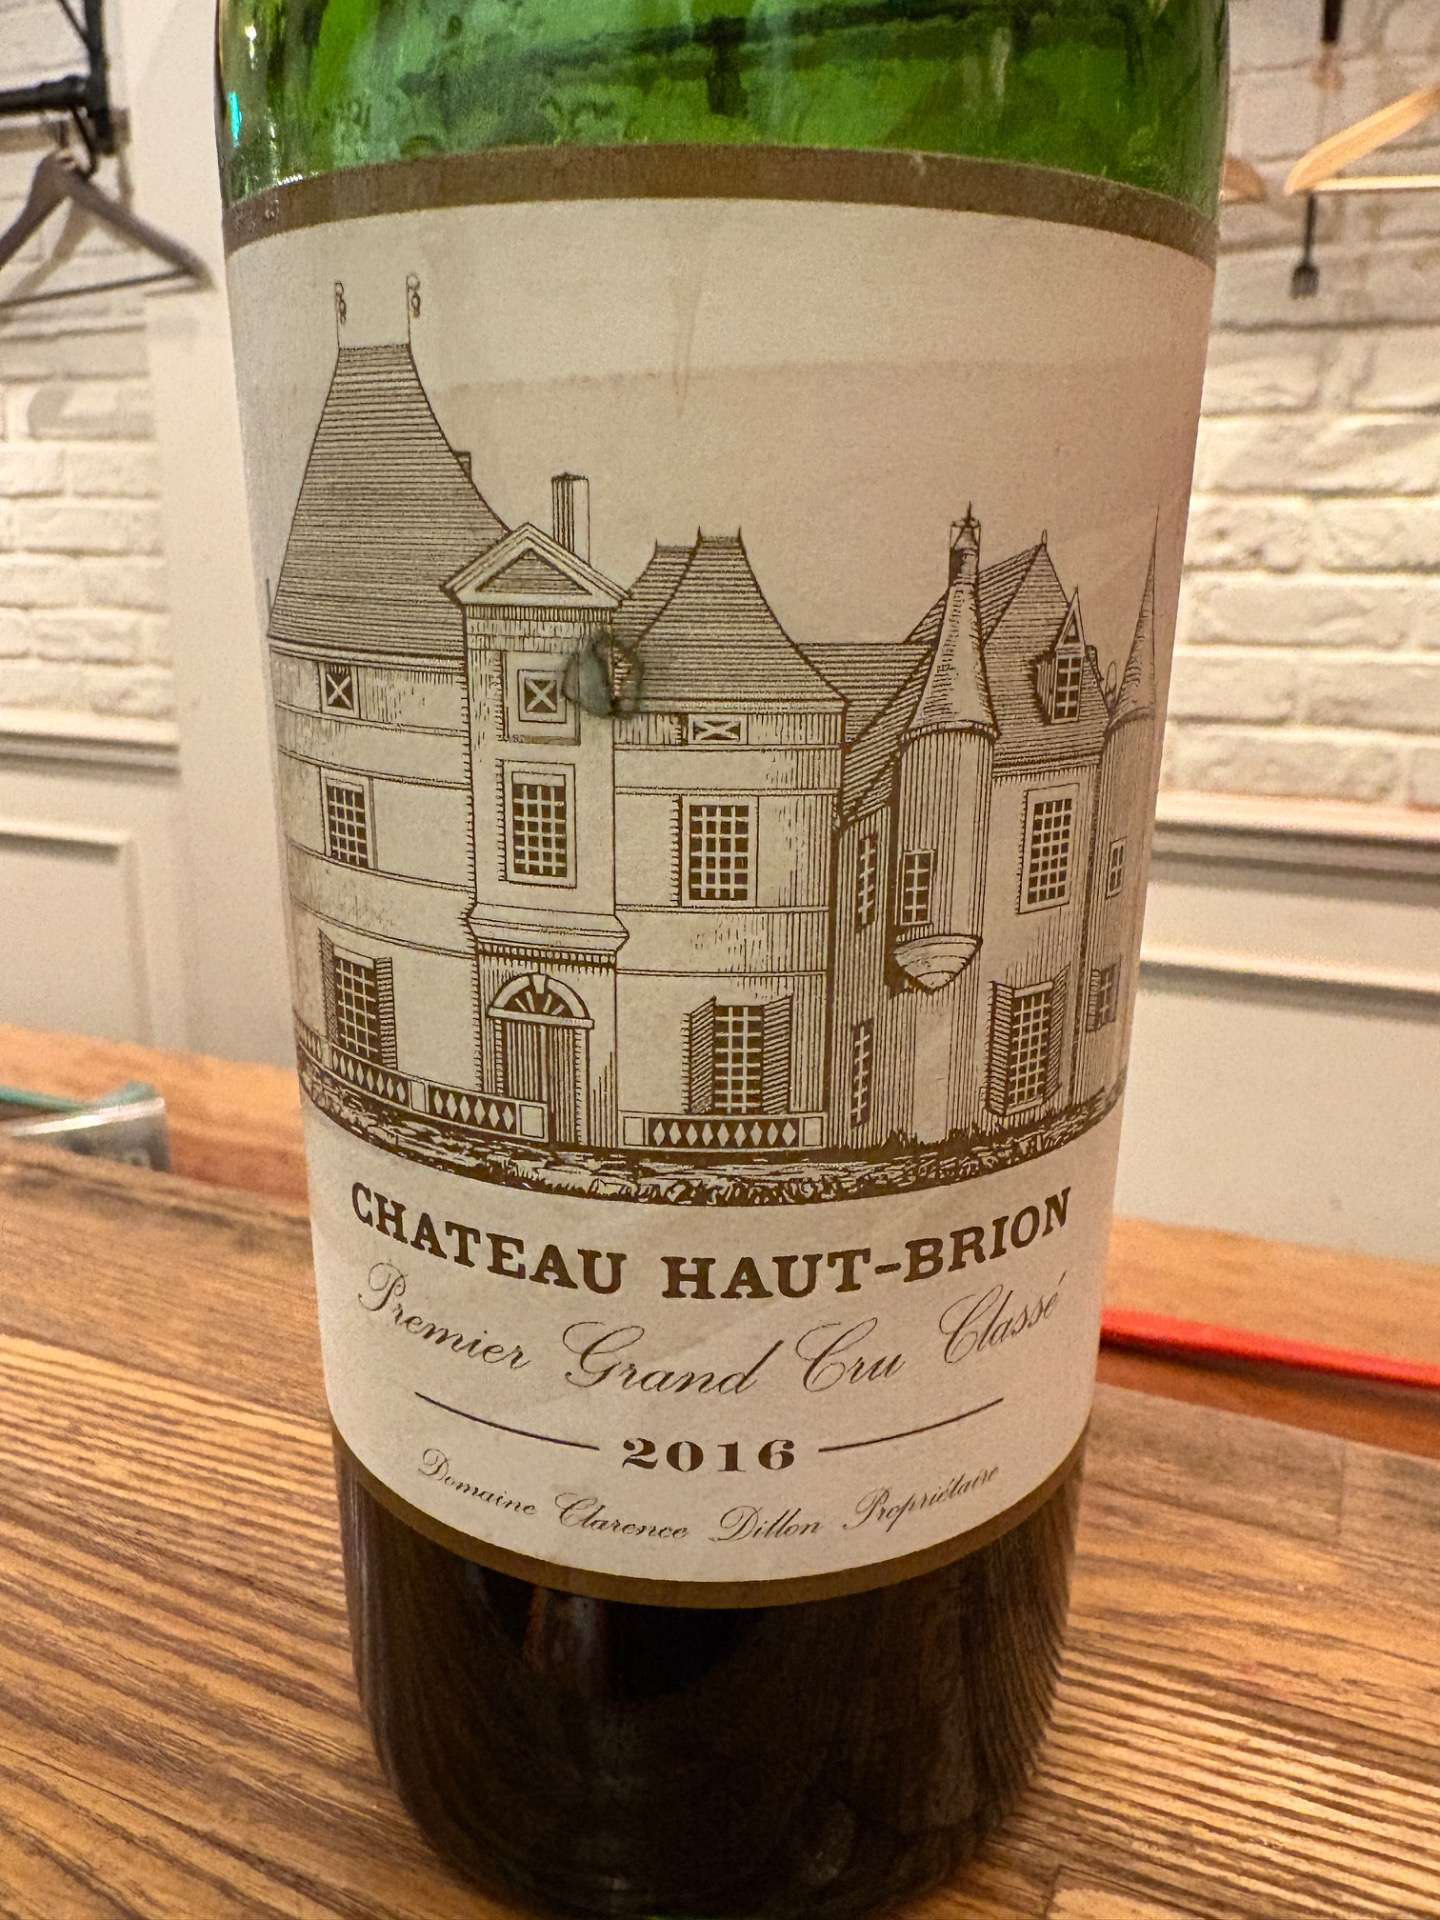 CHATEAU HAUT-BRION
Premier Grand Cru Classé
2016
Domaine Clarence Dillon Propriétaire